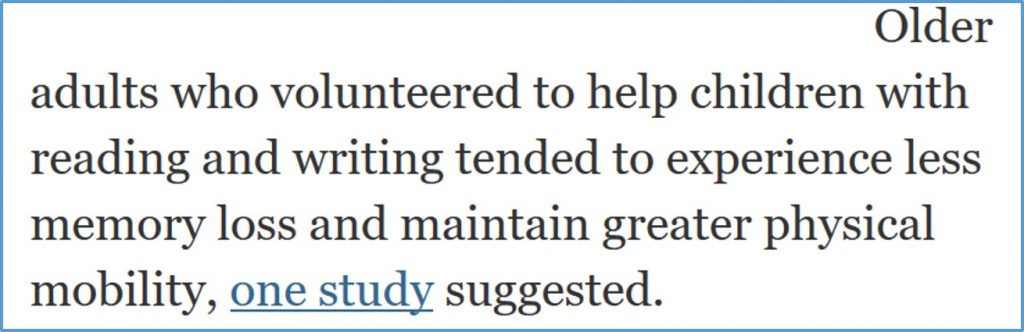 Older
adults who volunteered to help children with
reading and writing tended to experience less
memory loss and maintain greater physical
mobility, one study suggested.